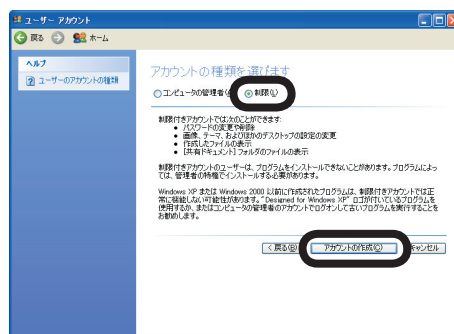 ユーザー アカウント
戻る
ホーム
ヘルプ
ユーザーのアカウントの種類
アカウントの種類を選びます
コンピュータの管理者(A) 制限(L)
制限付きアカウントでは次のことができます:
• パスワードの変更や削除
• 画像、テーマ、およびほかのデスクトップの設定の変更
• 作成したファイルの表示
• [共有ドキュメント] フォルダのファイルの表示
制限付きアカウントのユーザーは、プログラムをインストールできないことがあります。プログラムによっ
ては、管理者の特権でインストールする必要があります。
Windows XP または Windows 2000 以前に作成されたプログラムは、制限付きアカウントでは正
常に機能しない可能性があります。"Designed for Windows XP" ロゴが付いているプログラムを
使用するか、またはコンピュータの管理者のアカウントでログオンして古いプログラムを実行することを
お勧めします。
< 戻る(B) アカウントの作成(C) キャンセル